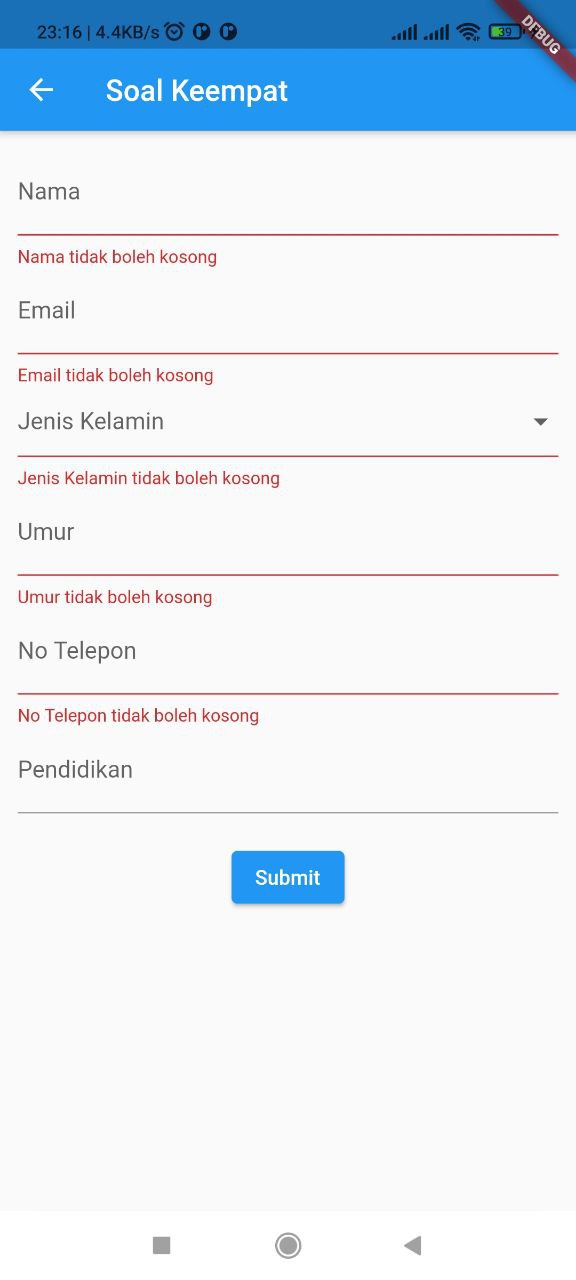 23:16 | 4.4KB/s
39
DEBUG
Soal Keempat
Nama
Nama tidak boleh kosong
Email
Email tidak boleh kosong
Jenis Kelamin
Jenis Kelamin tidak boleh kosong
Umur
Umur tidak boleh kosong
No Telepon
No Telepon tidak boleh kosong
Pendidikan
Submit